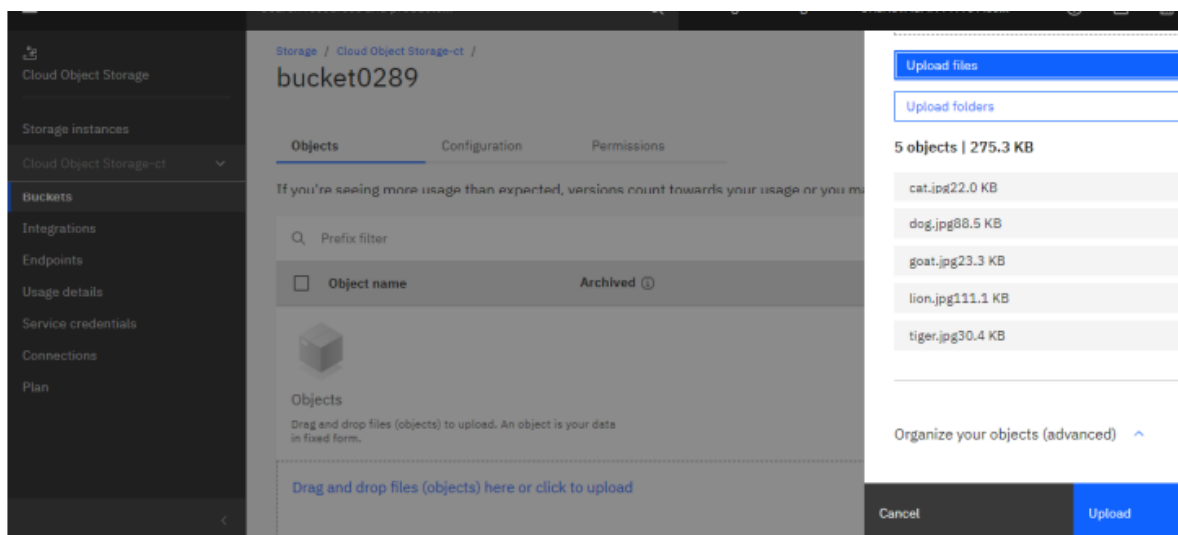 Cloud Object Storage
Storage instances
Cloud Object Storage-ct
Buckets
Integrations
Endpoints
Usage details
Service credentials
Connections
Plan
Storage / Cloud Object Storage-ct /
bucket0289
Objects Configuration Permissions
If you're seeing more usage than expected, versions count towards your usage or you
Prefix filter
Object name Archived
Objects
Drag and drop files (objects) to upload. An object is your data
in fixed form.
Drag and drop files (objects) here or click to upload
Upload files
Upload folders
5 objects | 275.3 KB
cat.jpg22.0 KB
dog.jpg88.5 KB
goat.jpg23.3 KB
lion.jpg111.1 KB
tiger.jpg30.4 KB
Organize your objects (advanced)
Cancel Upload